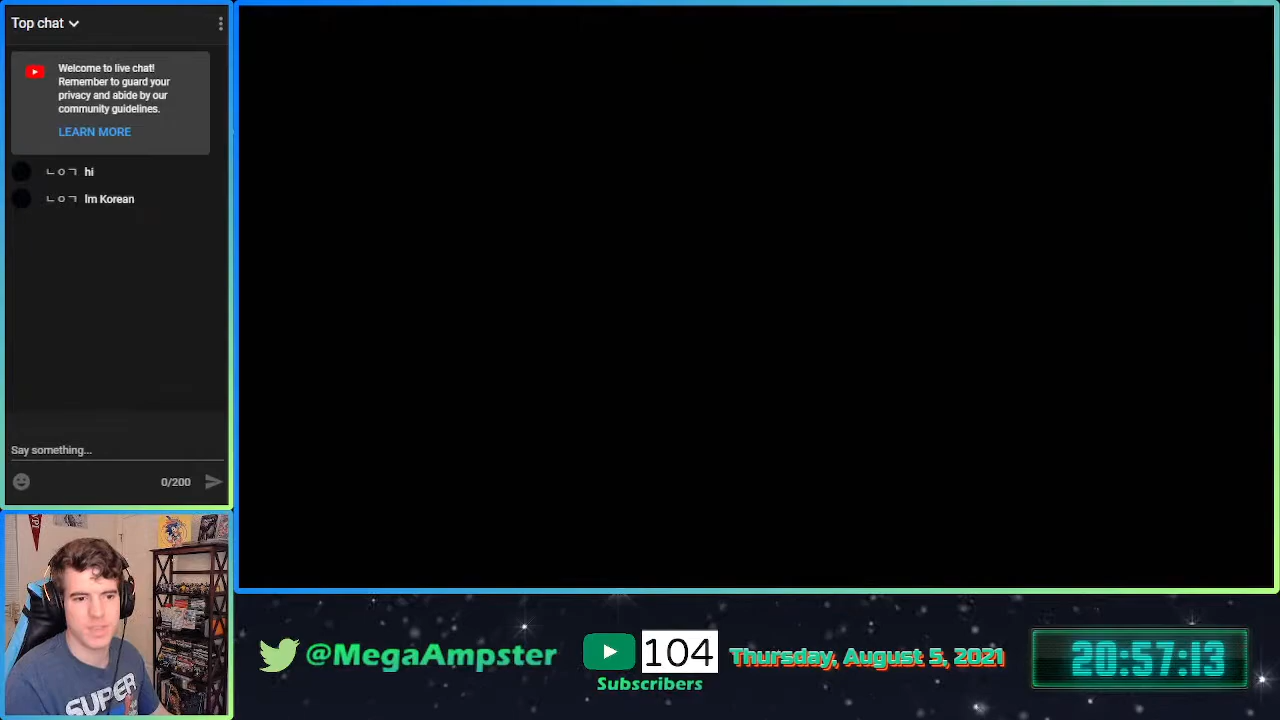 Top chat
Welcome to live chat!
Remember to guard your
privacy and abide by our
community guidelines.
LEARN MORE
ㄴㅇㄱ hi
ㄴㅇㄱ Im Korean
Say something...
0/200
SUPER
@MegaAmpster
104
Subscribers
Thursday, August 5, 2021
20:57:13